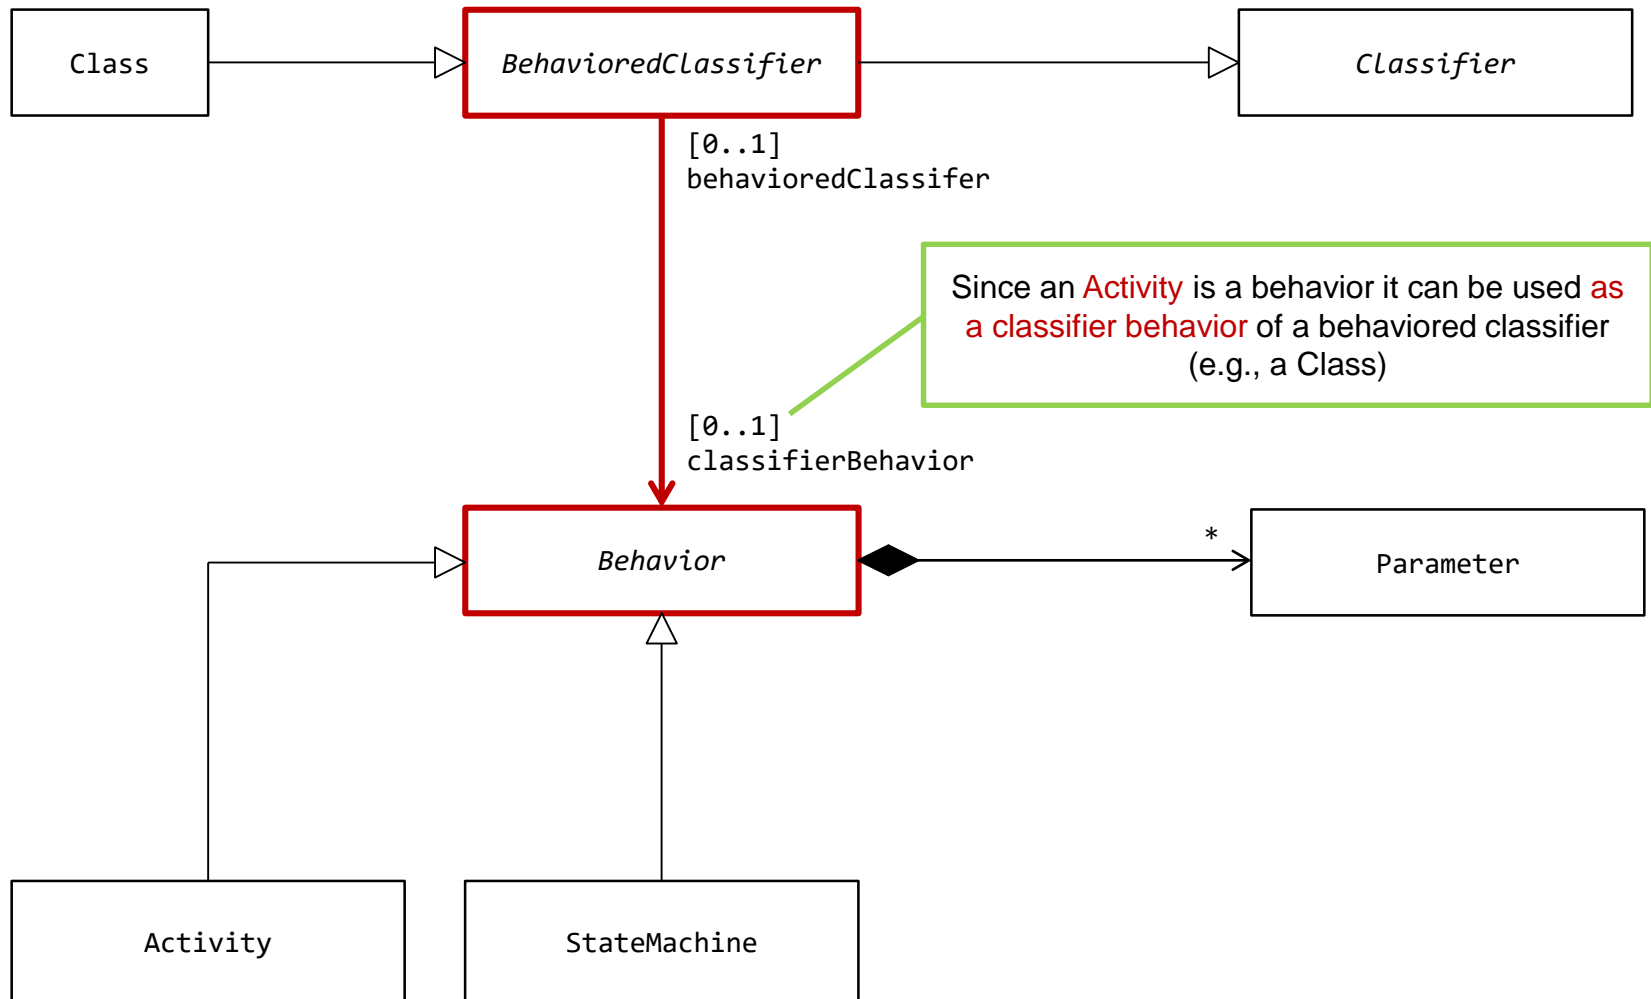 Class
BehavioredClassifier
Classifier
[0..1]
behavioredClassifer
Since an Activity is a behavior it can be used as
a classifier behavior of a behaviored classifier
(e.g., a Class)
[0..1]
classifierBehavior
Behavior
*
Parameter
Activity
StateMachine